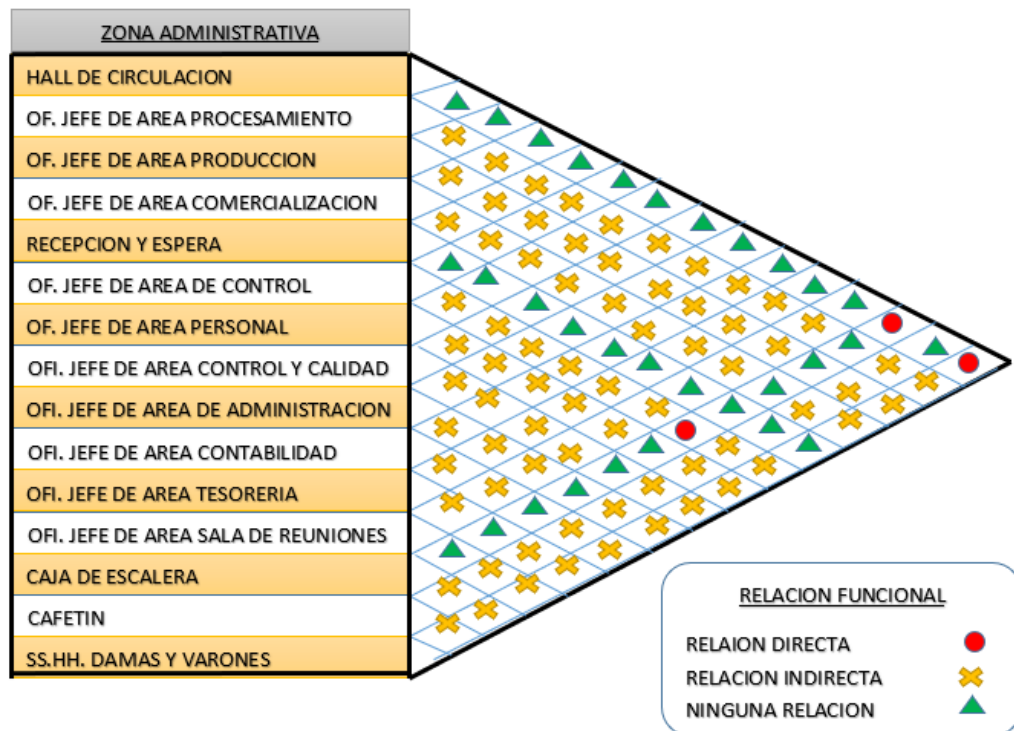 ZONA ADMINISTRATIVA
HALL DE CIRCULACION
OF. JEFE DE AREA PROCESAMIENTO
OF. JEFE DE AREA PRODUCCION
OF. JEFE DE AREA COMERCIALIZACION
RECEPCION Y ESPERA
OF. JEFE DE AREA DE CONTROL
OF. JEFE DE AREA PERSONAL
OFI. JEFE DE AREA CONTROL Y CALIDAD
OFI. JEFE DE AREA DE ADMINISTRACION
OFI. JEFE DE AREA CONTABILIDAD
OFI. JEFE DE AREA TESORERIA
OFI. JEFE DE AREA SALA DE REUNIONES
CAJA DE ESCALERA
CAFETIN
SS.HH. DAMAS Y VARONES
RELACION FUNCIONAL
RELAION DIRECTA
RELACION INDIRECTA
NINGUNA RELACION